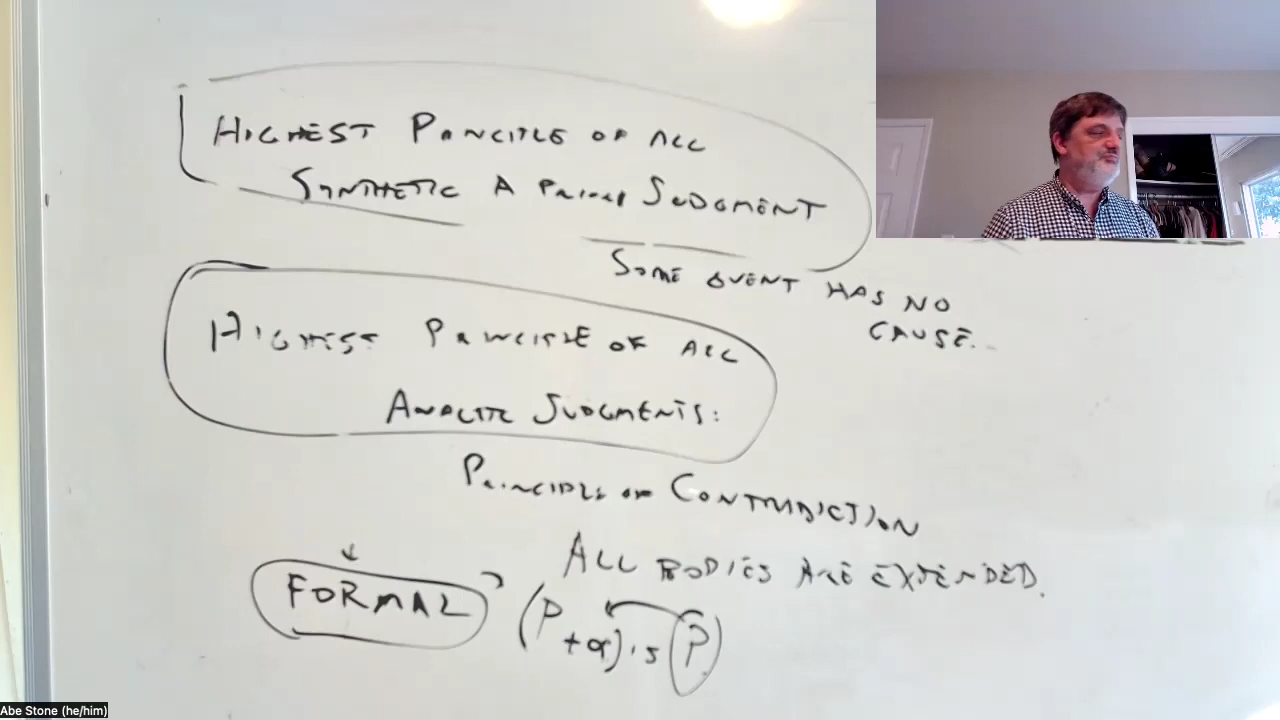 HIGHEST PRINCIPLE OF ALL
SYNTHETIC A PRIORI JUDGMENT
SOME EVENT HAS NO
CAUSE.
HIGHEST PRINCIPLE OF ALL
ANALYTIC JUDGMENTS:
PRINCIPLE OF CONTRADICTION
ALL BODIES ARE EXTENDED.
FORMAL (P + α) is P)
Abe Stone (he/him)